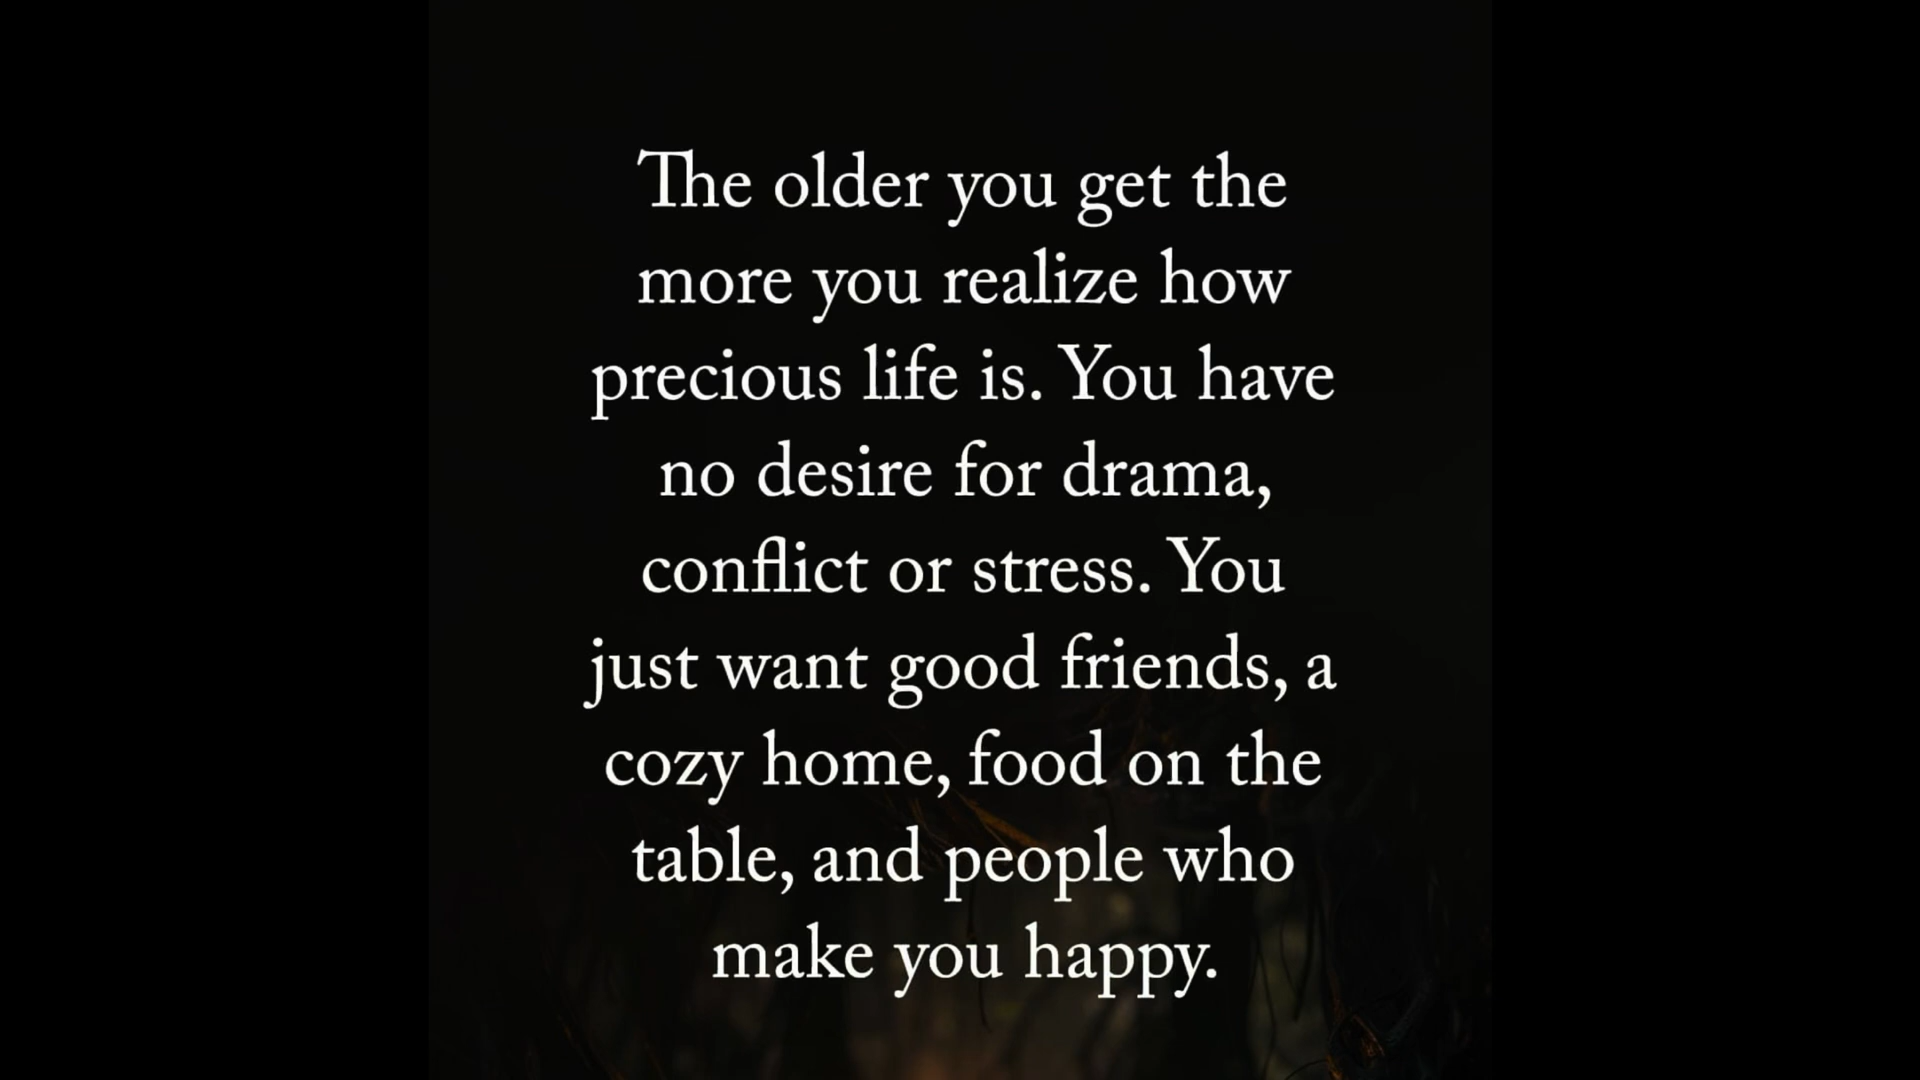 The older you get the
more you realize how
precious life is. You have
no desire for drama,
conflict or stress. You
just want good friends, a
cozy home, food on the
table, and people who
make you happy.